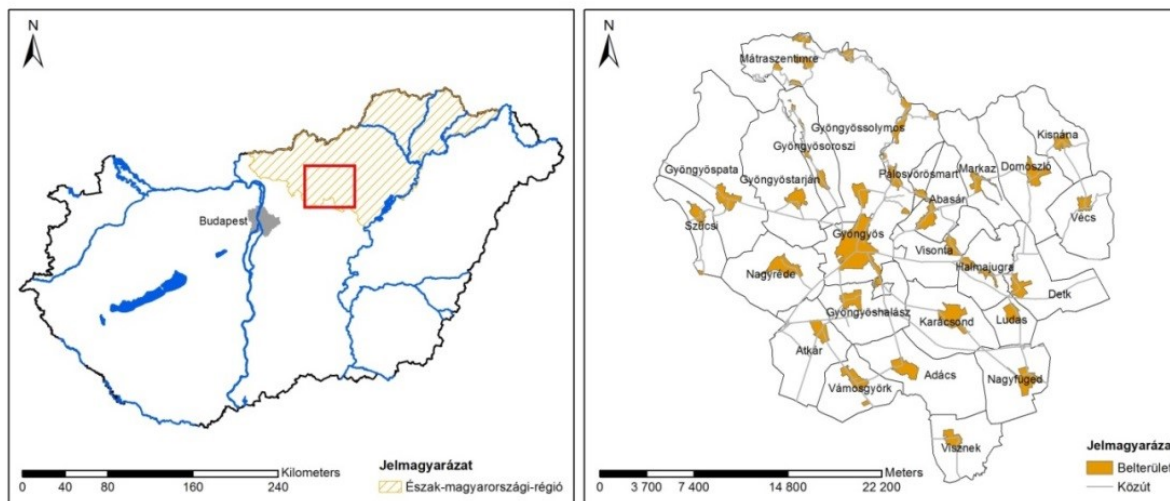 N
Budapest
Kilometers
0 40 80 160 240
Jelmagyarázat
Észak-magyarországi-régió
N
Mátraszentimre
Gyöngyössolymos
Kisnána
Gyöngyösoroszi
Gyöngyöspata
Gyöngyöstarján
Pálosvörösmart
Markaz
Domoszló
Abasár
Vécs
Szücsi
Gyöngyös
Visonta
Nagyréde
Halmajugra
Detk
Gyöngyöshalász
Karácsond
Ludas
Atkár
Adács
Nagyfüged
Vámosgyörk
Visznek
Meters
0 3 700 7 400 14 800 22 200
Jelmagyarázat
Belterület
Közút